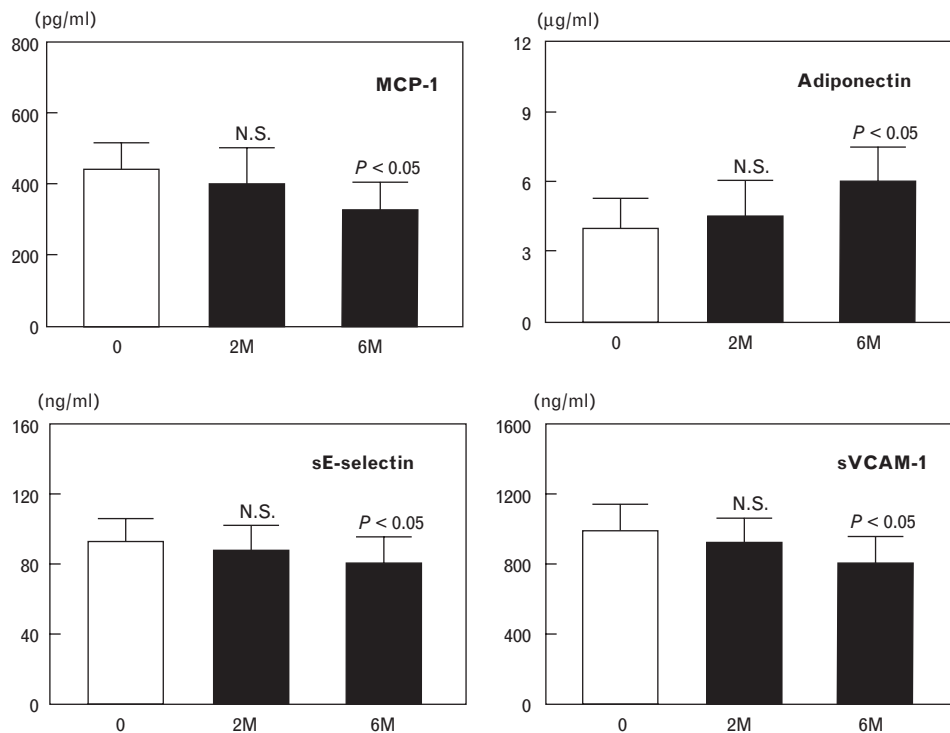 (pg/ml)
800
600
400
200
0
MCP-1
N.S.
P < 0.05
0 2M 6M
(μg/ml)
12
9
6
3
0
Adiponectin
N.S.
P < 0.05
0 2M 6M
(ng/ml)
160
120
80
40
0
sE-selectin
N.S.
P < 0.05
0 2M 6M
(ng/ml)
1600
1200
800
400
0
sVCAM-1
N.S.
P < 0.05
0 2M 6M